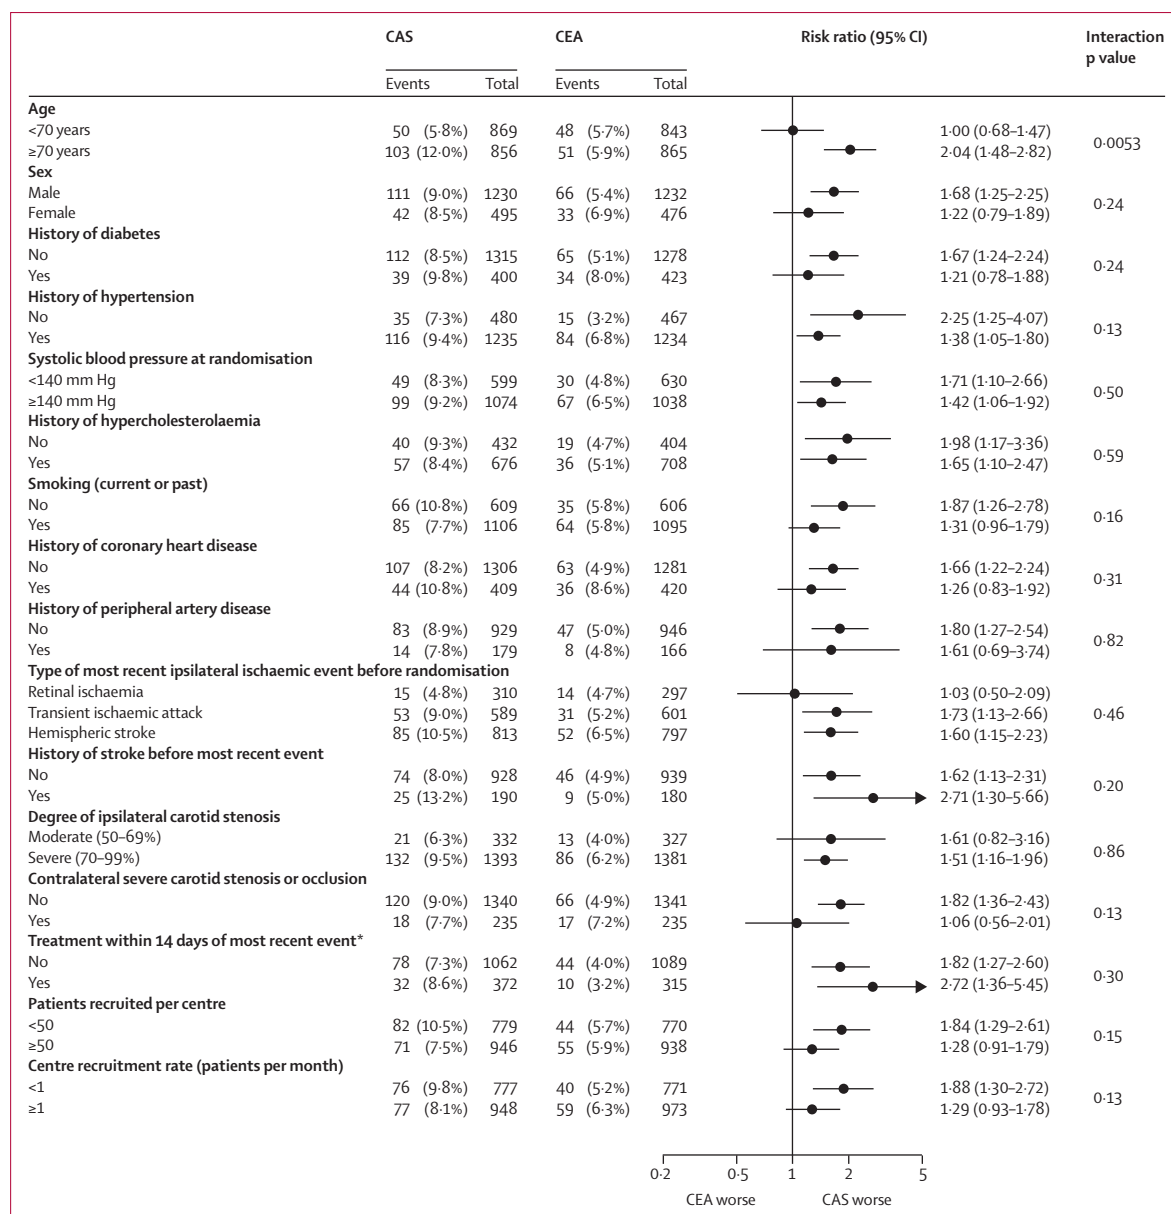 CAS CEA Risk ratio (95% CI) Interaction
p value
Events Total Events Total
Age
<70 years 50 (5·8%) 869 48 (5·7%) 843 1·00 (0·68–1·47)
0·0053
≥70 years 103 (12·0%) 856 51 (5·9%) 865 2·04 (1·48–2·82)
Sex
Male 111 (9·0%) 1230 66 (5·4%) 1232 1·68 (1·25–2·25)
0·24
Female 42 (8·5%) 495 33 (6·9%) 476 1·22 (0·79–1·89)
History of diabetes
No 112 (8·5%) 1315 65 (5·1%) 1278 1·67 (1·24–2·24)
0·24
Yes 39 (9·8%) 400 34 (8·0%) 423 1·21 (0·78–1·88)
History of hypertension
No 35 (7·3%) 480 15 (3·2%) 467 2·25 (1·25–4·07)
0·13
Yes 116 (9·4%) 1235 84 (6·8%) 1234 1·38 (1·05–1·80)
Systolic blood pressure at randomisation
<140 mm Hg 49 (8·3%) 599 30 (4·8%) 630 1·71 (1·10–2·66)
0·50
≥140 mm Hg 99 (9·2%) 1074 67 (6·5%) 1038 1·42 (1·06–1·92)
History of hypercholesterolaemia
No 40 (9·3%) 432 19 (4·7%) 404 1·98 (1·17–3·36)
0·59
Yes 57 (8·4%) 676 36 (5·1%) 708 1·65 (1·10–2·47)
Smoking (current or past)
No 66 (10·8%) 609 35 (5·8%) 606 1·87 (1·26–2·78)
0·16
Yes 85 (7·7%) 1106 64 (5·8%) 1095 1·31 (0·96–1·79)
History of coronary heart disease
No 107 (8·2%) 1306 63 (4·9%) 1281 1·66 (1·22–2·24)
0·31
Yes 44 (10·8%) 409 36 (8·6%) 420 1·26 (0·83–1·92)
History of peripheral artery disease
No 83 (8·9%) 929 47 (5·0%) 946 1·80 (1·27–2·54)
0·82
Yes 14 (7·8%) 179 8 (4·8%) 166 1·61 (0·69–3·74)
Type of most recent ipsilateral ischaemic event before randomisation
Retinal ischaemia 15 (4·8%) 310 14 (4·7%) 297 1·03 (0·50–2·09)
Transient ischaemic attack 53 (9·0%) 589 31 (5·2%) 601 1·73 (1·13–2·66) 0·46
Hemispheric stroke 85 (10·5%) 813 52 (6·5%) 797 1·60 (1·15–2·23)
History of stroke before most recent event
No 74 (8·0%) 928 46 (4·9%) 939 1·62 (1·13–2·31)
0·20
Yes 25 (13·2%) 190 9 (5·0%) 180 2·71 (1·30–5·66)
Degree of ipsilateral carotid stenosis
Moderate (50–69%) 21 (6·3%) 332 13 (4·0%) 327 1·61 (0·82–3·16)
0·86
Severe (70–99%) 132 (9·5%) 1393 86 (6·2%) 1381 1·51 (1·16–1·96)
Contralateral severe carotid stenosis or occlusion
No 120 (9·0%) 1340 66 (4·9%) 1341 1·82 (1·36–2·43)
0·13
Yes 18 (7·7%) 235 17 (7·2%) 235 1·06 (0·56–2·01)
Treatment within 14 days of most recent event*
No 78 (7·3%) 1062 44 (4·0%) 1089 1·82 (1·27–2·60)
0·30
Yes 32 (8·6%) 372 10 (3·2%) 315 2·72 (1·36–5·45)
Patients recruited per centre
<50 82 (10·5%) 779 44 (5·7%) 770 1·84 (1·29–2·61)
0·15
≥50 71 (7·5%) 946 55 (5·9%) 938 1·28 (0·91–1·79)
Centre recruitment rate (patients per month)
<1 76 (9·8%) 777 40 (5·2%) 771 1·88 (1·30–2·72)
0·13
≥1 77 (8·1%) 948 59 (6·3%) 973 1·29 (0·93–1·78)
0·2 0·5 1 2 5
CEA worse CAS worse